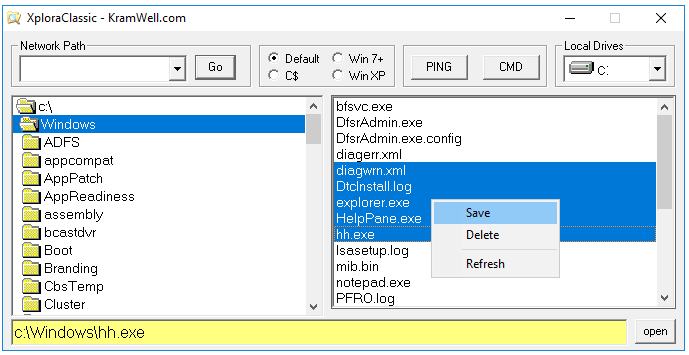 XploraClassic - KramWell.com
Network Path
Go
Default
Win 7+
C$
Win XP
PING
CMD
Local Drives
C:
c:\
Windows
ADFS
appcompat
AppPatch
AppReadiness
assembly
bcastdvr
Boot
Branding
CbsTemp
Cluster
bfsvc.exe
DfsrAdmin.exe
DfsrAdmin.exe.config
diagerr.xml
diagwrn.xml
DtcInstall.log
explorer.exe
HelpPane.exe
hh.exe
lsasetup.log
mib.bin
notepad.exe
PFRO.log
Save
Delete
Refresh
c:\Windows\hh.exe
open